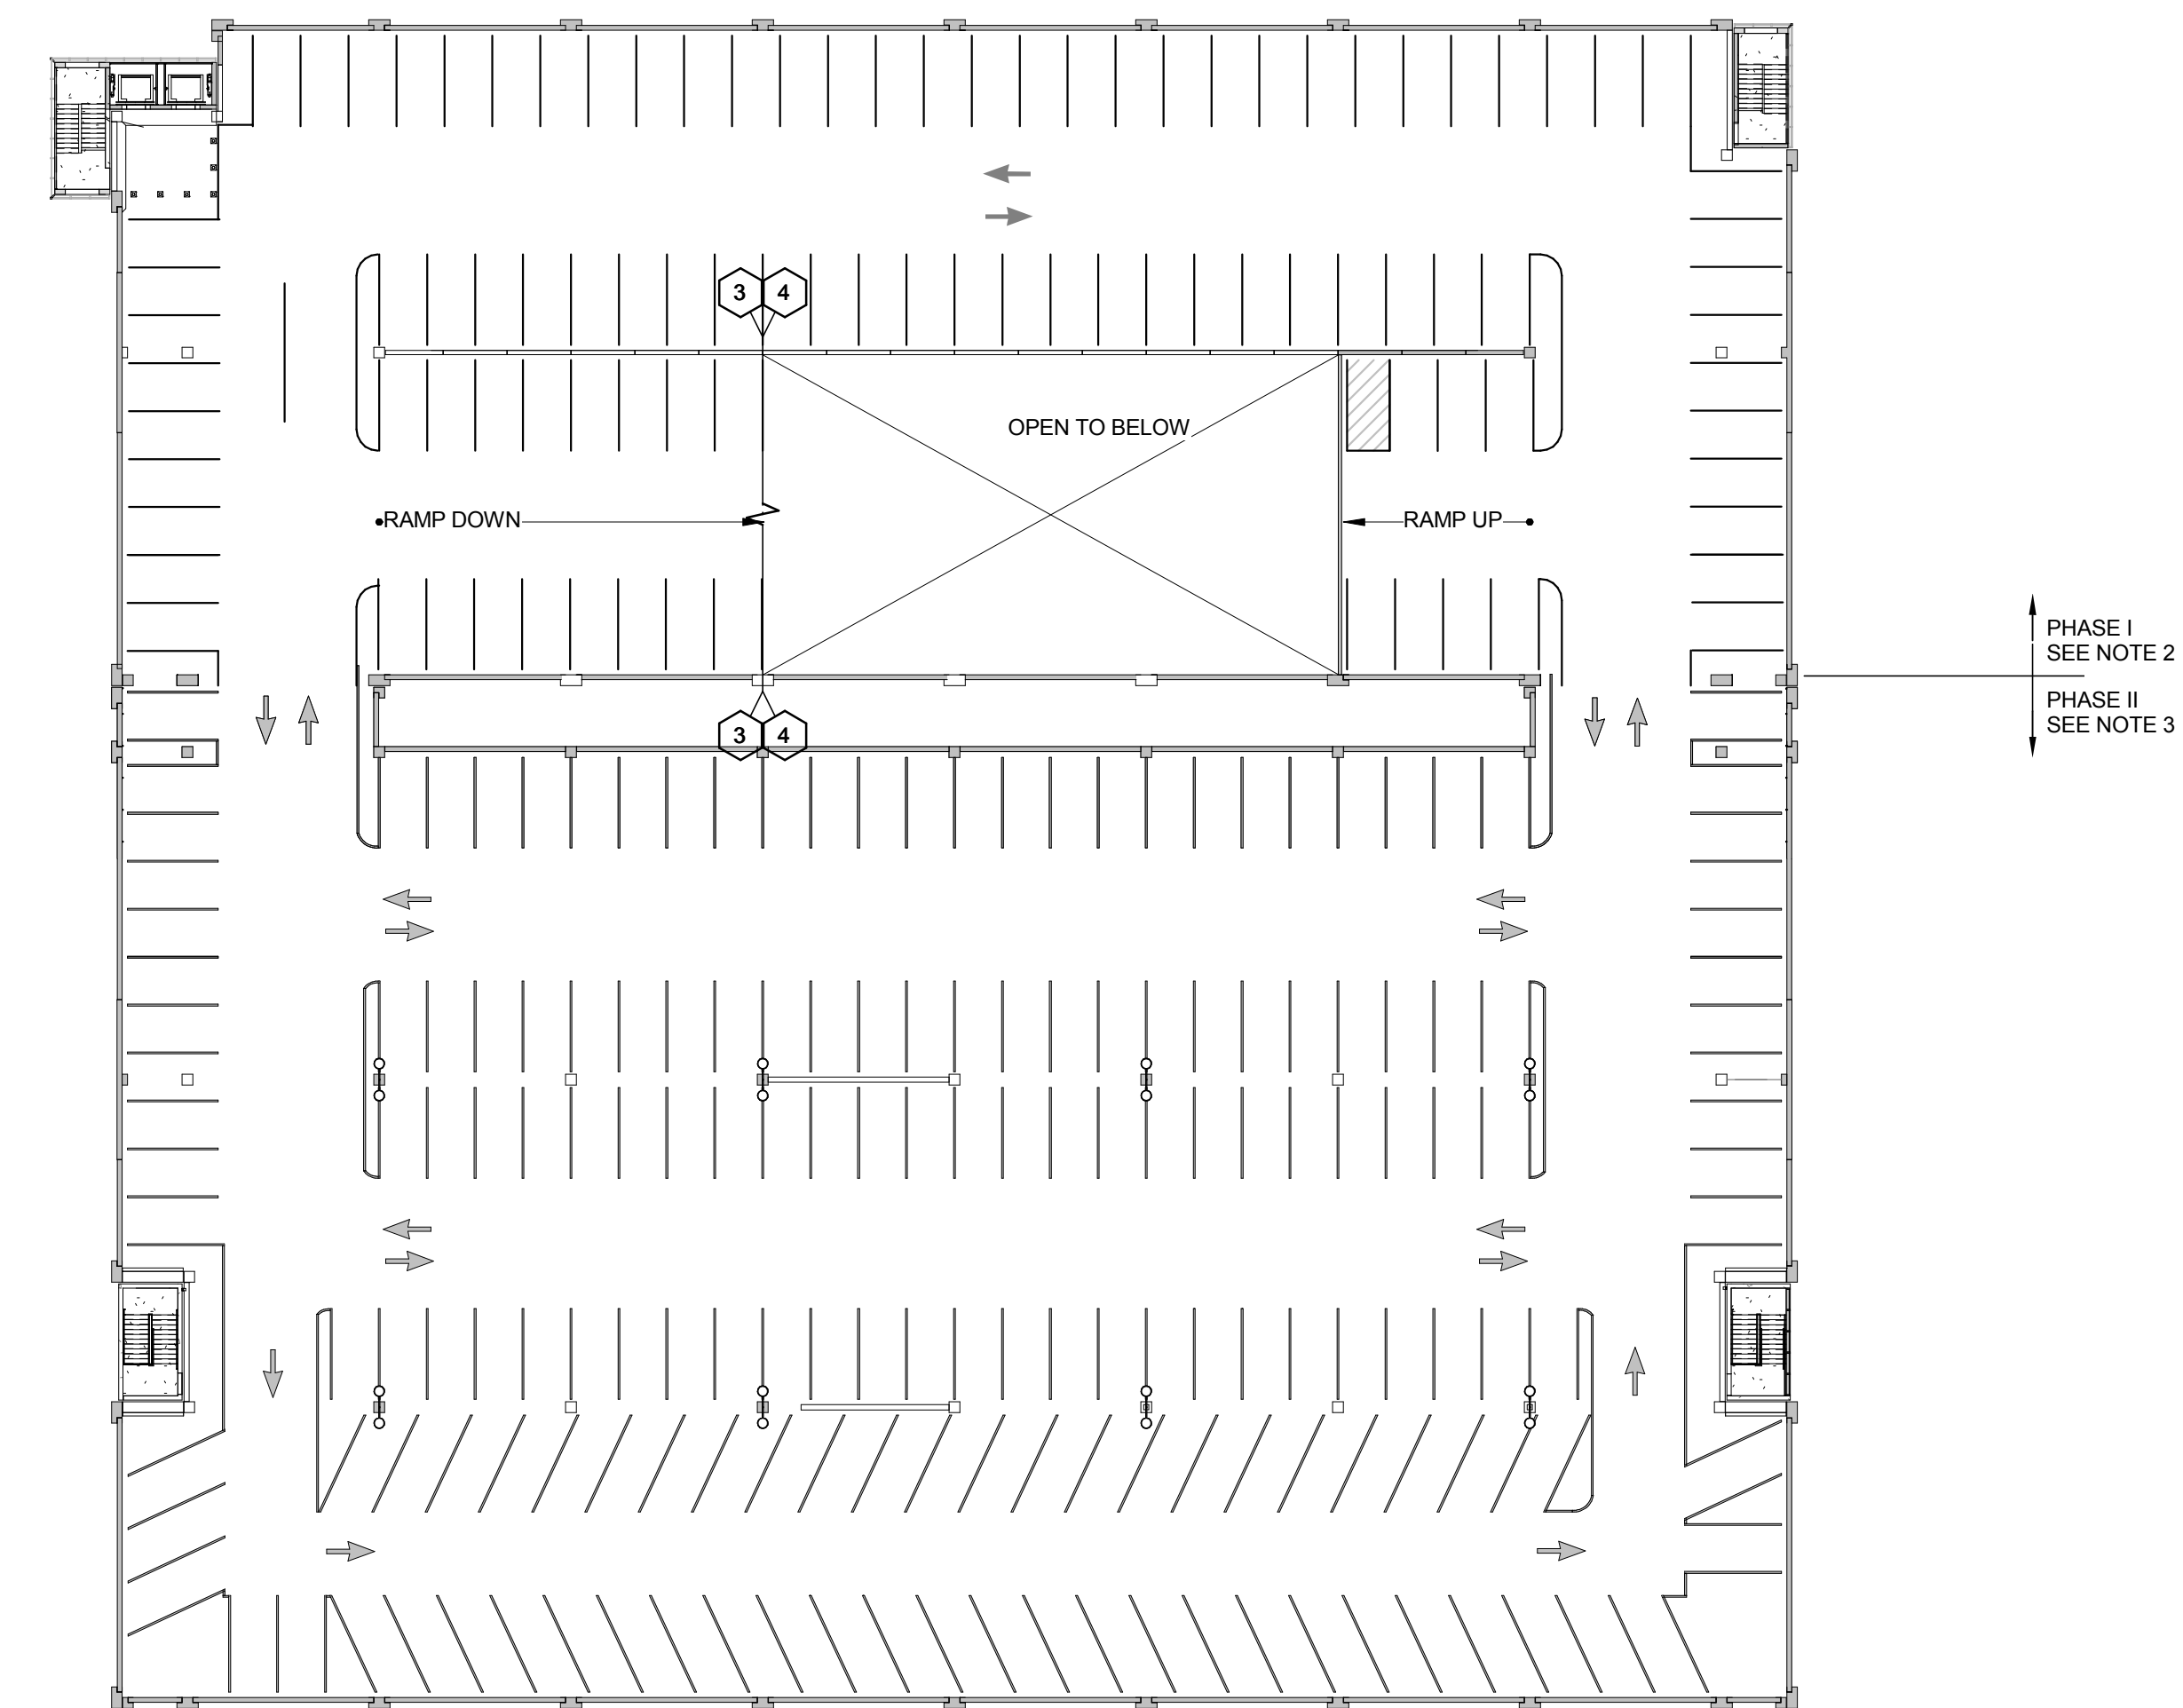 3 4
OPEN TO BELOW
RAMP DOWN
RAMP UP
PHASE I
SEE NOTE 2
PHASE II
SEE NOTE 3
3 4